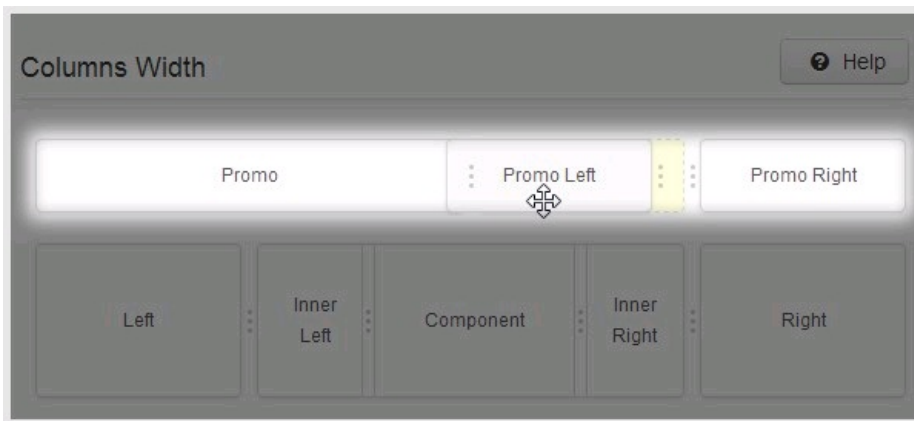 Columns Width
Help
Promo
Promo Left
Promo Right
Left
Inner
Left
Component
Inner
Right
Right